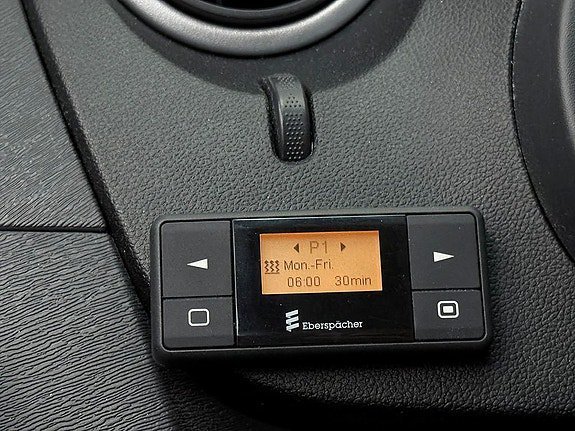 P1
Mon.-Fri.
06:00 30min
Eberspächer